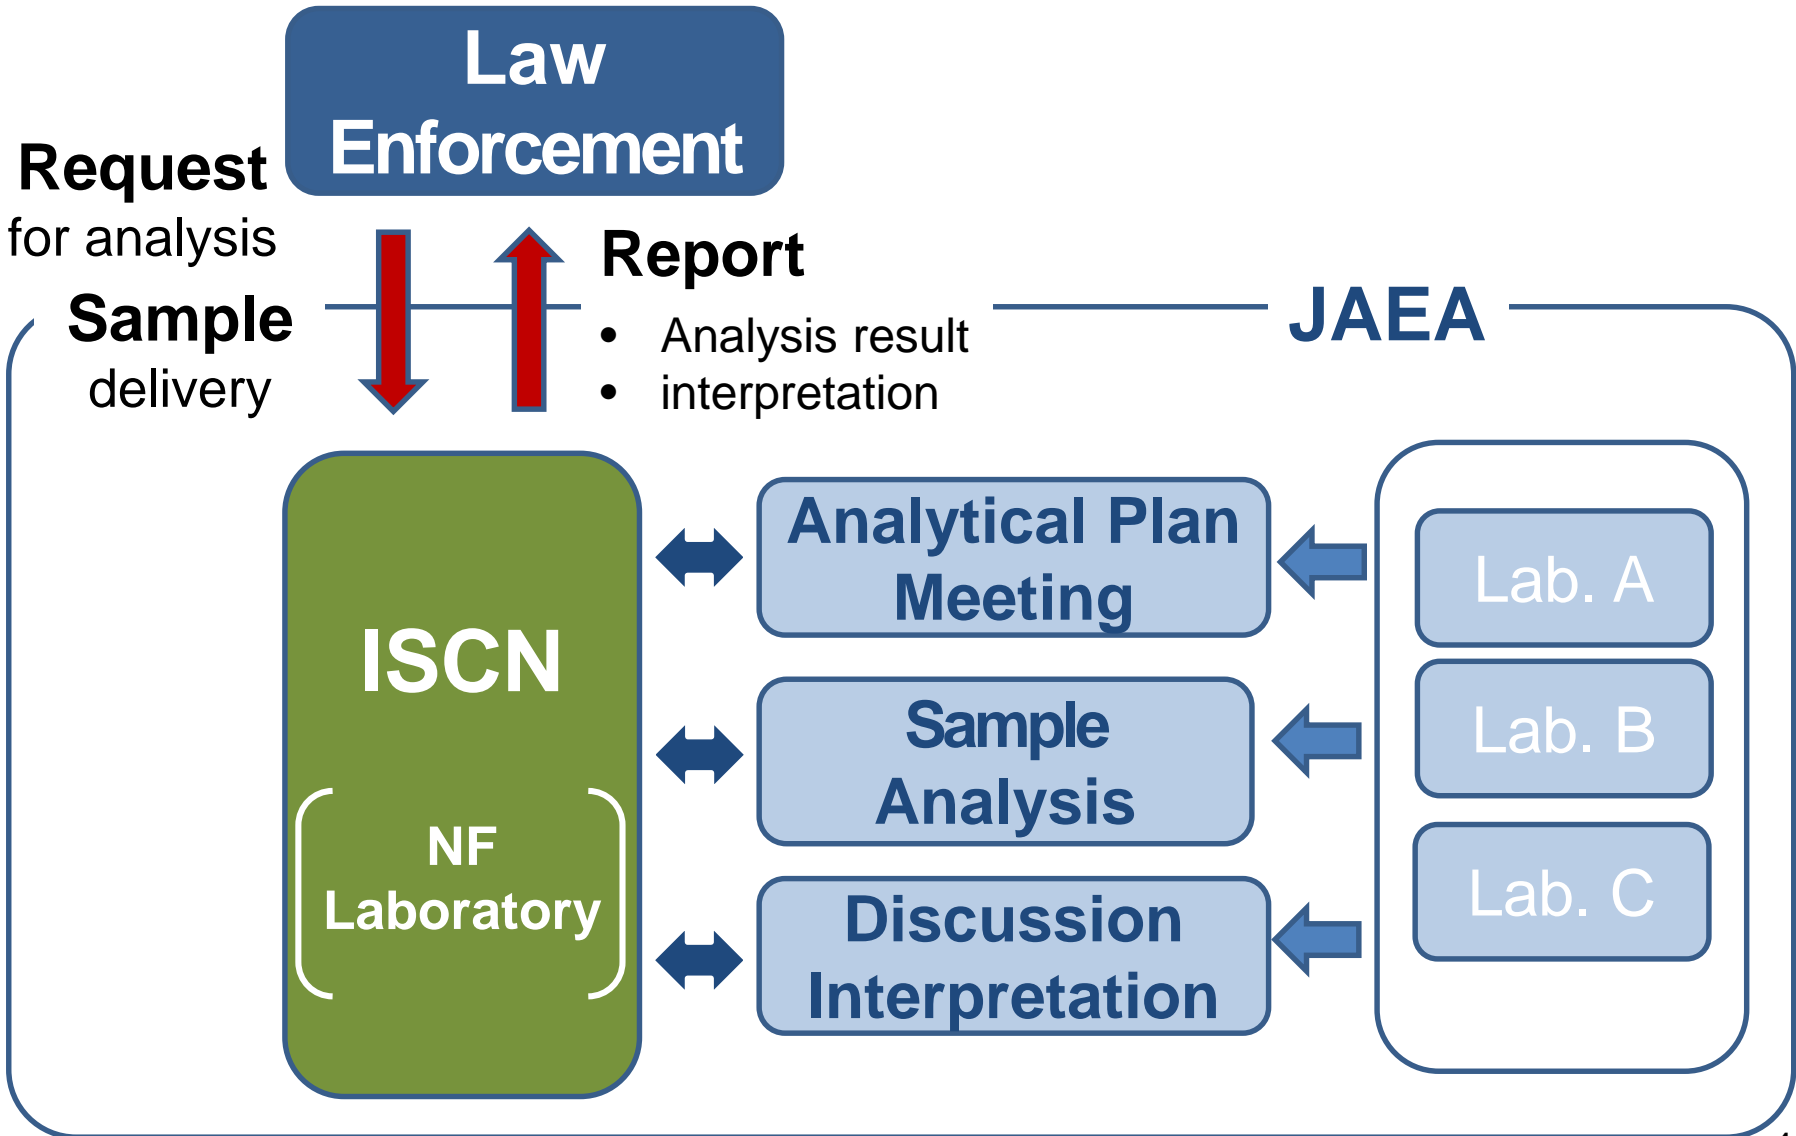 Law
Enforcement
Request
for analysis
Sample
delivery
Report
• Analysis result
• interpretation
JAEA
ISCN
NF
Laboratory
Analytical Plan
Meeting
Sample
Analysis
Discussion
Interpretation
Lab. A
Lab. B
Lab. C